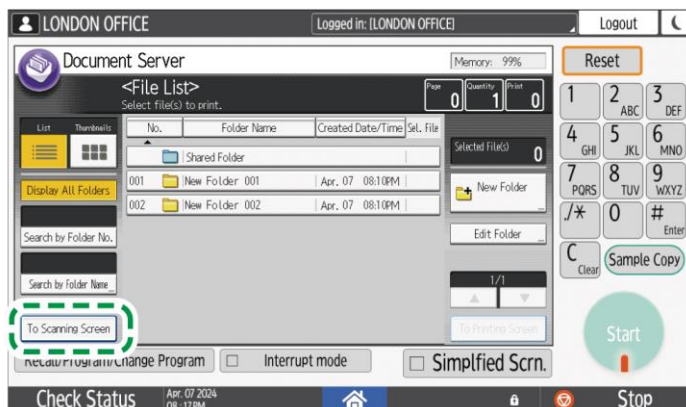 LONDON OFFICE
Logged in: [LONDON OFFICE]
Logout
Document Server
Memory: 99%
Reset
<File List>
Select file(s) to print.
Page
0
Quantity
1
Print
0
1
2 ABC
3 DEF
List
Thumbnails
No.
Folder Name
Created Date/Time
Sel. File
Shared Folder
Selected File(s)
0
4 GHI
5 JKL
6 MNO
Display All Folders
001
New Folder 001
Apr. 07 08:10PM
New Folder
7 PQRS
8 TUV
9 WXYZ
002
New Folder 002
Apr. 07 08:10PM
./*
0
# Enter
Search by Folder No.
Edit Folder
C Clear
Sample Copy
Search by Folder Name
1/1
To Scanning Screen
To Printing Screen
Start
Recall/Program/Change Program
Interrupt mode
Simplfied Scrn.
Check Status
Apr. 07 2024
08:17PM
Stop